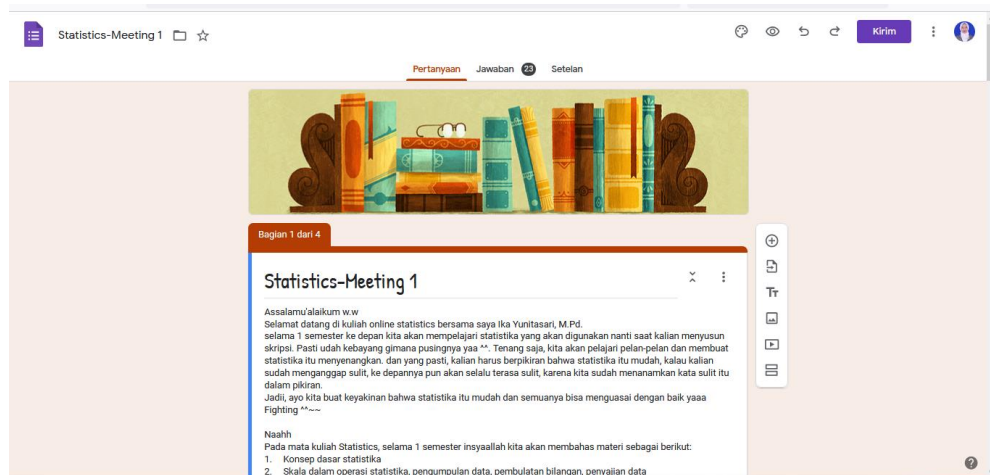 Statistics-Meeting 1
Kirim
Pertanyaan Jawaban 23 Setelan
Bagian 1 dari 4
Statistics-Meeting 1
Assalamu'alaikum w.w
Selamat datang di kuliah online statistics bersama saya Ika Yunitasari, M.Pd.
selama 1 semester ke depan kita akan mempelajari statistika yang akan digunakan nanti saat kalian menyusun
skripsi. Pasti udah kebayang gimana pusingnya yaa ^^. Tenang saja, kita akan pelajari pelan-pelan dan membuat
statistika itu menyenangkan. dan yang pasti, kalian harus berpikiran bahwa statistika itu mudah, kalau kalian
sudah menganggap sulit, ke depannya pun akan selalu terasa sulit, karena kita sudah menanamkan kata sulit itu
dalam pikiran.
Jadii, ayo kita buat keyakinan bahwa statistika itu mudah dan semuanya bisa menguasai dengan baik yaaa
Fighting ^^~~
Naahh
Pada mata kuliah Statistics, selama 1 semester insyaallah kita akan membahas materi sebagai berikut:
1. Konsep dasar statistika
2. Skala dalam operasi statistika, pengumpulan data, pembulatan bilangan, penyajian data
Tт